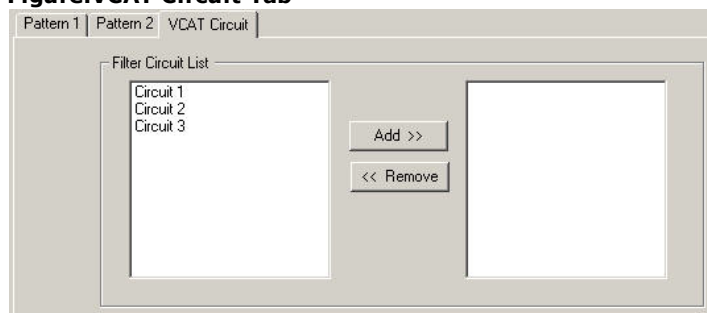 Figure:VCAT Circuit Tab
Pattern 1 Pattern 2 VCAT Circuit
Filter Circuit List
Circuit 1
Circuit 2
Circuit 3
Add >>
<< Remove